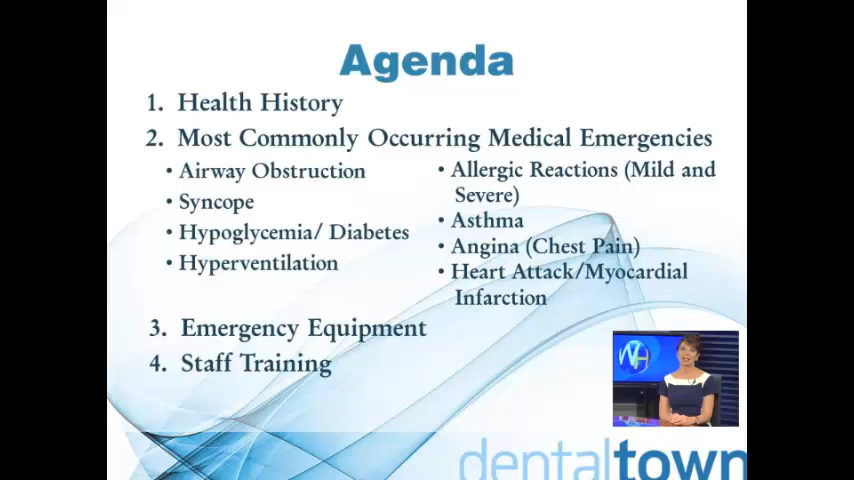 Agenda
1. Health History
2. Most Commonly Occurring Medical Emergencies
• Airway Obstruction
• Syncope
• Hypoglycemia/ Diabetes
• Hyperventilation
• Allergic Reactions (Mild and
Severe)
• Asthma
• Angina (Chest Pain)
• Heart Attack/Myocardial
Infarction
3. Emergency Equipment
4. Staff Training
NH
dentaltown